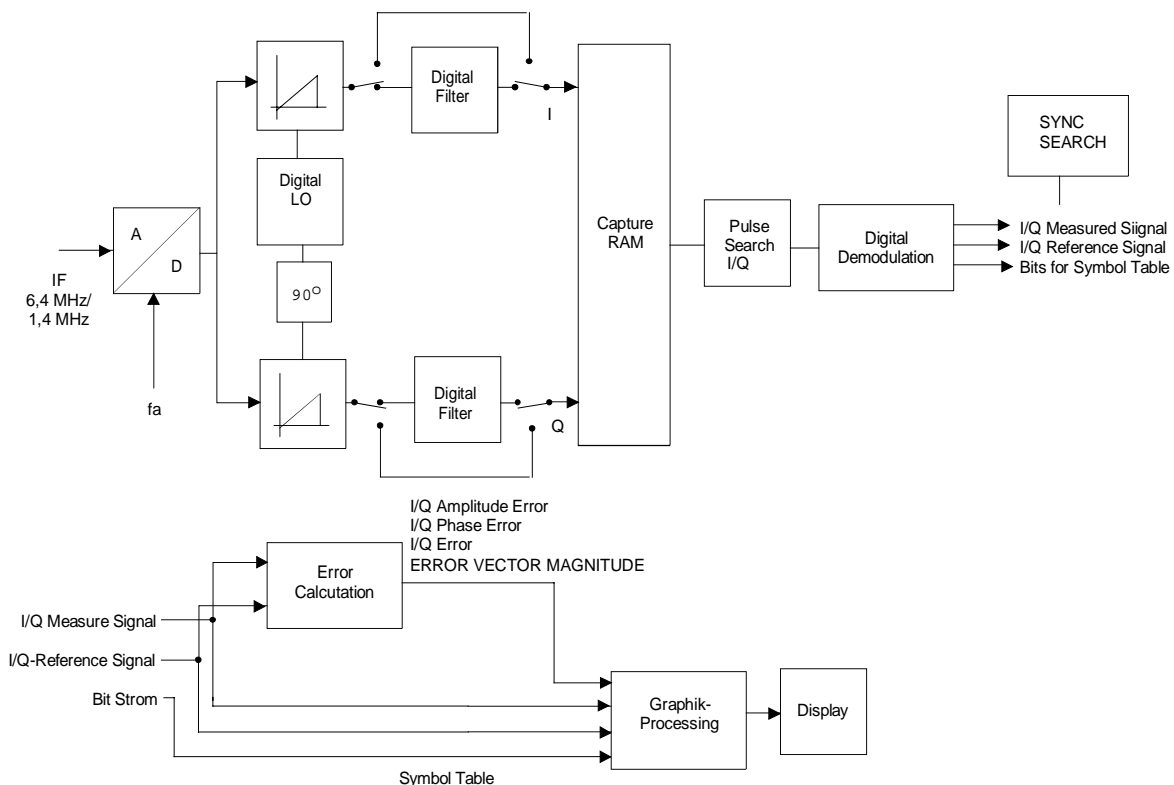 Digital
Filter
I
Digital
LO
SYNC
SEARCH
A
D
IF
6,4 MHz/
1,4 MHz
fa
90°
Capture
RAM
Pulse
Search
I/Q
Digital
Demodulation
I/Q Measured Siignal
I/Q Reference Signal
Bits for Symbol Table
Digital
Filter
Q
I/Q Amplitude Error
I/Q Phase Error
I/Q Error
ERROR VECTOR MAGNITUDE
Error
Calcutation
I/Q Measure Signal
I/Q-Reference Signal
Bit Strom
Graphik-
Processing
Display
Symbol Table